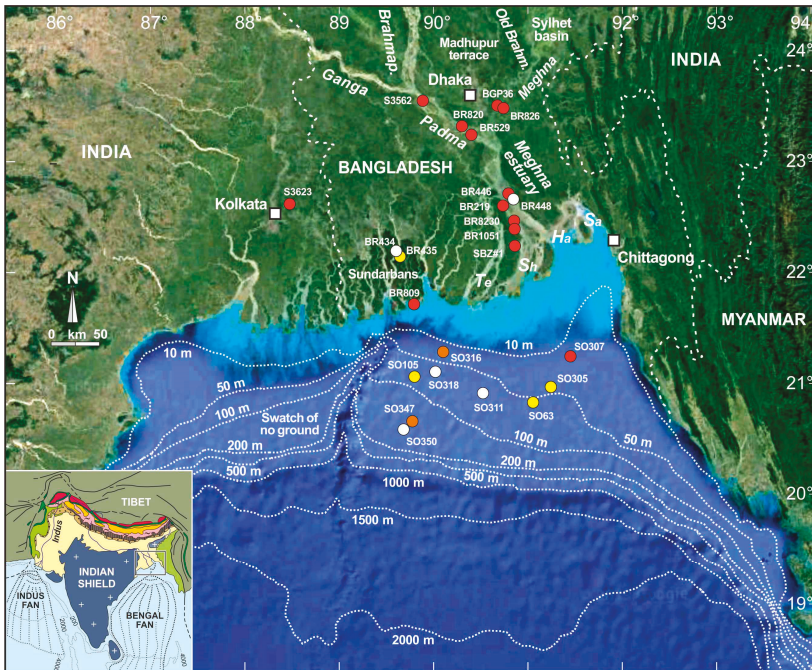 86°
87°
88°
89°
90°
91°
92°
93°
94
24°
23°
22°
21°
20°
19°
Brahmap.
Old Brahm.
Sylhet
basin
Madhupur
terrace
INDIA
Ganga
Dhaka
BGP36
Meghna
S3562
BR820
BR826
BR529
Padma
INDIA
BANGLADESH
Meghna
estuary
S3623
Kolkata
BR446
BR448
BR219
BR8230
BR1051
SBZ#1
Sa
Ha
Chittagong
BR434
BR435
Sundarbans
Sh
Te
BR809
N
0 km 50
MYANMAR
10 m
10 m
SO316
SO307
SO105
SO318
SO305
SO311
SO63
50 m
50 m
100 m
100 m
Swatch of
no ground
SO347
SO350
200 m
200 m
500 m
500 m
1000 m
1500 m
2000 m
TIBET
Indus
INDIAN
SHIELD
INDUS
FAN
BENGAL
FAN
2000
4000